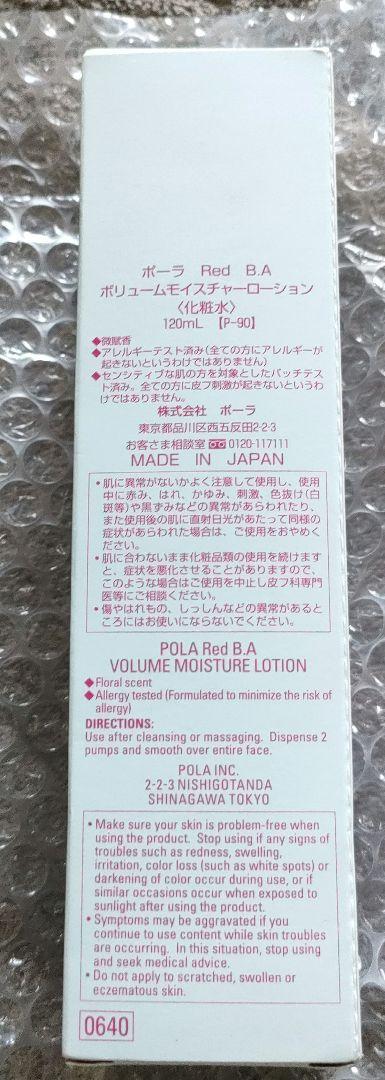 ポーラ Red B.A
ボリュームモイスチャーローション
〈化粧水〉
120mL 【P-90】
◆微賦香
◆アレルギーテスト済み(全ての方にアレルギーが
起きないというわけではありません)
◆センシティブな肌の方を対象としたパッチテス
ト済み。全ての方に皮フ刺激が起きないというわ
けではありません。
株式会社 ポーラ
東京都品川区西五反田2-2-3
お客さま相談室 0120-117111
MADE IN JAPAN
・肌に異常がないかよく注意して使用し、使用
中に赤み、はれ、かゆみ、刺激、色抜け(白
斑等)や黒ずみなどの異常があらわれたり、
また使用後の肌に直射日光があたって同様の
症状があらわれた場合は、ご使用をおやめく
ださい。
・肌に合わないまま化粧品類の使用を続けます
と、症状を悪化させることがありますので、
このような場合はご使用を中止し皮フ科専門
医等にご相談ください。
・傷やはれもの、しっしんなどの異常があると
ころにはお使いにならないでください。
POLA Red B.A
VOLUME MOISTURE LOTION
◆Floral scent
◆Allergy tested (Formulated to minimize the risk of
allergy)
DIRECTIONS:
Use after cleansing or massaging. Dispense 2
pumps and smooth over entire face.
POLA INC.
2-2-3 NISHIGOTANDA
SHINAGAWA TOKYO
• Make sure your skin is problem-free when
using the product. Stop using if any signs of
troubles such as redness, swelling,
irritation, color loss (such as white spots) or
darkening of color occur during use, or if
similar occasions occur when exposed to
sunlight after using the product.
• Symptoms may be aggravated if you
continue to use content while skin troubles
are occurring. In this situation, stop using
and seek medical advice.
• Do not apply to scratched, swollen or
eczematous skin.
0640